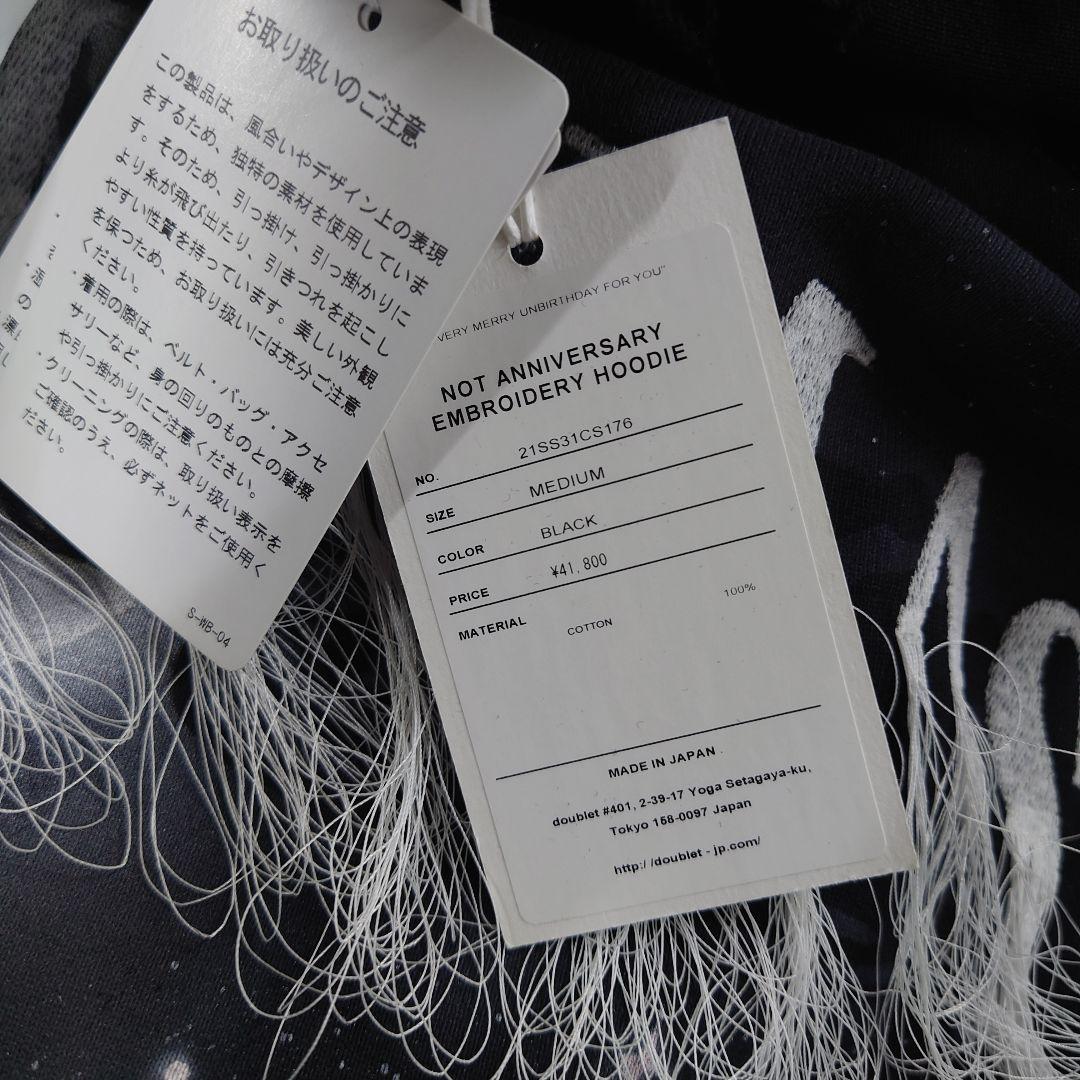 お取り扱いのご注意
この製品は、風合いやデザイン上の表現
をするため、独特の素材を使用していま
す。そのため、引っ掛け、引っ掛かりに
より糸が飛び出たり、引きつれを起こし
やすい性質を持っています。美しい外観
を保つため、お取り扱いには充分ご注意
ください。
・着用の際は、ベルト・バッグ・アクセ
サリーなど、身の回りのものとの摩擦
や引っ掛かりにご注意ください。
・クリーニングの際は、取り扱い表示を
ご確認のうえ、必ずネットをご使用く
ださい。
S-WB-04
VERY MERRY UNBIRTHDAY FOR YOU"
NOT ANNIVERSARY
EMBROIDERY HOODIE
NO. 21SS31CS176
SIZE MEDIUM
COLOR BLACK
PRICE ¥41,800
MATERIAL COTTON 100%
MADE IN JAPAN
doublet #401, 2-39-17 Yoga Setagaya-ku,
Tokyo 158-0097 Japan
http://doublet-jp.com/